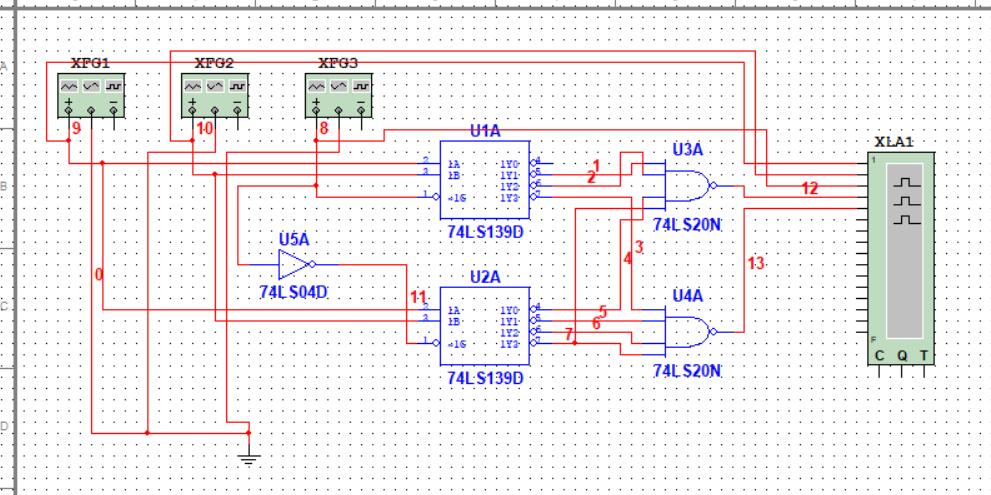 A
XFG1 XFG2 XFG3
9 10 8
U1A
XLA1
U3A
2 1A 1Y0 4
3 1B 1Y1 5
1Y2 6
1 ~1G 1Y3 7
1
2
1
12
B
74LS139D
74LS20N
U5A
3
4
13
0
74LS04D
U2A
11
C
2 1A 1Y0 4
3 1B 1Y1 5
1Y2 6
1 ~1G 1Y3 7
5
6
7
U4A
F
C Q T
74LS139D
74LS20N
D